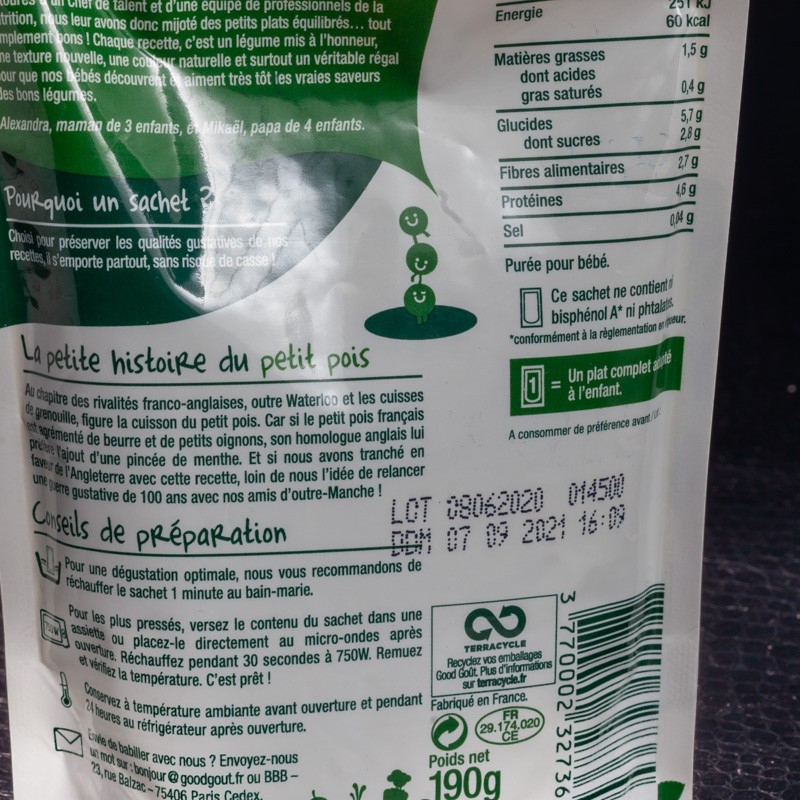 un chef de talent et d'une équipe de professionnels de la
nous leur avons donc mijoté des petits plats équilibrés... tout
bons ! Chaque recette, c'est un légume mis à l'honneur,
texture nouvelle, une couleur naturelle et surtout un véritable régal
que nos bébés découvrent et aiment très tôt les vraies saveurs
des bons légumes.
Alexandra, maman de 3 enfants, et Mikaël, papa de 4 enfants.
Pourquoi un sachet ?
Choisi pour préserver les qualités gustatives de nos
recettes, il s'emporte partout, sans risque de casse !
La petite histoire du petit pois
Au chapitre des rivalités franco-anglaises, outre Waterloo et les cuisses
de grenouille, figure la cuisson du petit pois. Car si le petit pois français
est agrémenté de beurre et de petits oignons, son homologue anglais lui
préfère l'ajout d'une pincée de menthe. Et si nous avons tranché en
faveur de l'Angleterre avec cette recette, loin de nous l'idée de relancer
une guerre gustative de 100 ans avec nos amis d'outre-Manche !
Conseils de préparation
Pour une dégustation optimale, nous vous recommandons de
réchauffer le sachet 1 minute au bain-marie.
750W
Pour les plus pressés, versez le contenu du sachet dans une
assiette ou placez-le directement au micro-ondes après
ouverture. Réchauffez pendant 30 secondes à 750W. Remuez
et vérifiez la température. C'est prêt !
Conservez à température ambiante avant ouverture et pendant
24 heures au réfrigérateur après ouverture.
Envie de babiller avec nous ? Envoyez-nous
un mot sur : bonjour@goodgout.fr ou BBB –
23, rue Balzac – 75406 Paris Cedex.
Energie 251 kJ
60 kcal
Matières grasses 1,5 g
dont acides
gras saturés 0,4 g
Glucides 5,7 g
dont sucres 2,8 g
Fibres alimentaires 2,7 g
Protéines 4,6 g
Sel 0,04 g
Purée pour bébé.
Ce sachet ne contient ni
bisphénol A* ni phtalates.
*conformément à la règlementation en vigueur.
1 = Un plat complet adapté
à l'enfant.
A consommer de préférence avant / Lot :
LOT 08062020 014500
DDM 07 09 2021 16:09
TERRACYCLE
Recyclez vos emballages
Good Goût. Plus d'informations
sur terracycle.fr
Fabriqué en France.
FR
29.174.020
CE
Poids net
190g
3 770002 32736